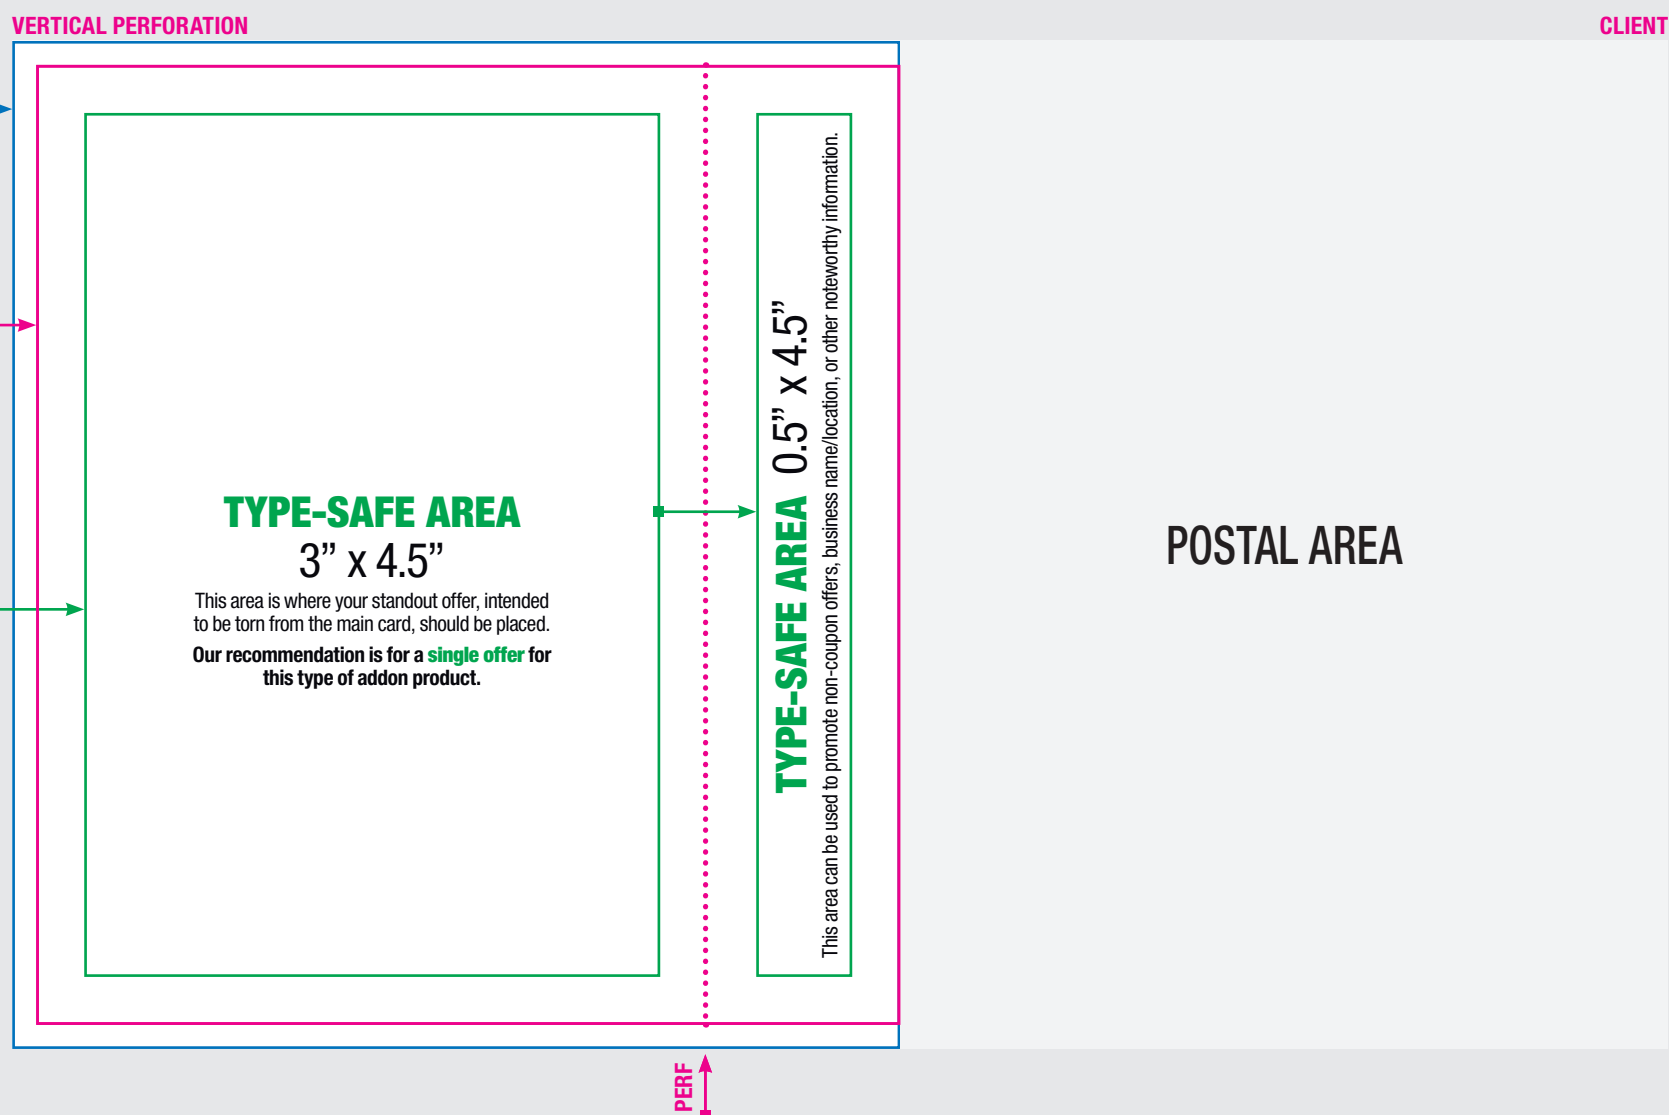 VERTICAL PERFORATION
CLIENT
TYPE-SAFE AREA
3” x 4.5”
This area is where your standout offer, intended
to be torn from the main card, should be placed.
Our recommendation is for a single offer for
this type of addon product.
TYPE-SAFE AREA 0.5” x 4.5”
This area can be used to promote non-coupon offers, business name/location, or other noteworthy information.
POSTAL AREA
PERF